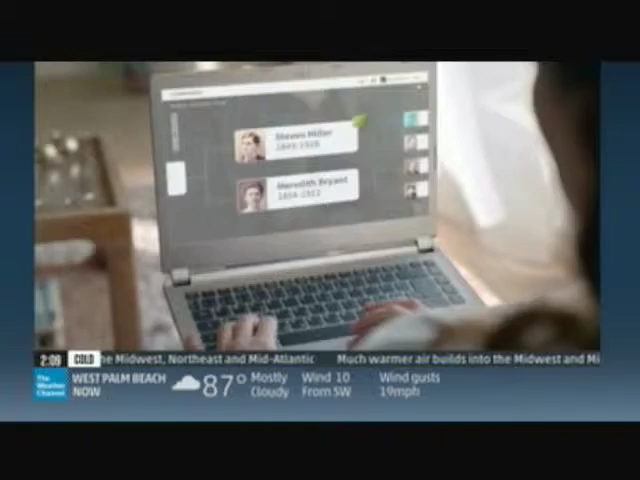 Steven Miller
Meredith Bryant
2:09 COLD he Midwest, Northeast and Mid-Atlantic Much warmer air builds into the Midwest and Mi
The Weather Channel
WEST PALM BEACH
NOW
87°
Mostly
Cloudy
Wind 10
From SW
Wind gusts
19mph